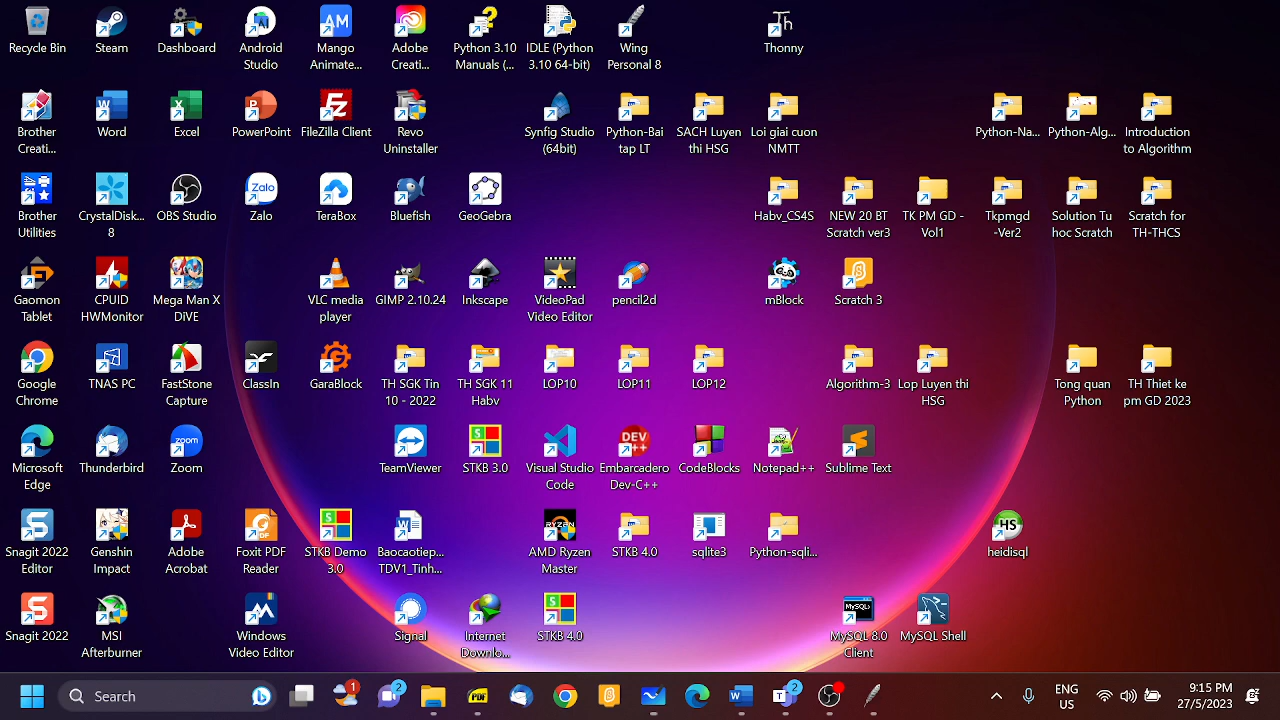 Recycle Bin
Steam
Dashboard
Android
Studio
Mango
Animate...
Adobe
Creati...
Python 3.10
Manuals (...
IDLE (Python
3.10 64-bit)
Wing
Personal 8
Thonny
Brother
Creati...
Word
Excel
PowerPoint
FileZilla Client
Revo
Uninstaller
Synfig Studio
(64bit)
Python-Bai
tap LT
SACH Luyen
thi HSG
Loi giai cuon
NMTT
Python-Na...
Python-Alg...
Introduction
to Algorithm
Brother
Utilities
CrystalDisk...
8
OBS Studio
Zalo
TeraBox
Bluefish
GeoGebra
Habv_CS4S
NEW 20 BT
Scratch ver3
TK PM GD -
Vol1
Tkpmgd
-Ver2
Solution Tu
hoc Scratch
Scratch for
TH-THCS
Gaomon
Tablet
CPUID
HWMonitor
Mega Man X
DiVE
VLC media
player
GIMP 2.10.24
Inkscape
VideoPad
Video Editor
pencil2d
mBlock
Scratch 3
Google
Chrome
TNAS PC
FastStone
Capture
ClassIn
GaraBlock
TH SGK Tin
10 - 2022
TH SGK 11
Habv
LOP10
LOP11
LOP12
Algorithm-3
Lop Luyen thi
HSG
Tong quan
Python
TH Thiet ke
pm GD 2023
Microsoft
Edge
Thunderbird
Zoom
TeamViewer
STKB 3.0
Visual Studio
Code
Embarcadero
Dev-C++
CodeBlocks
Notepad++
Sublime Text
Snagit 2022
Editor
Genshin
Impact
Adobe
Acrobat
Foxit PDF
Reader
STKB Demo
3.0
Baocaotiep...
TDV1_Tinh...
AMD Ryzen
Master
STKB 4.0
sqlite3
Python-sqli...
heidisql
Snagit 2022
MSI
Afterburner
Windows
Video Editor
Signal
Internet
Downlo...
STKB 4.0
MySQL 8.0
Client
MySQL Shell
Search
1
2
PDF
2
ENG
US
9:15 PM
27/5/2023